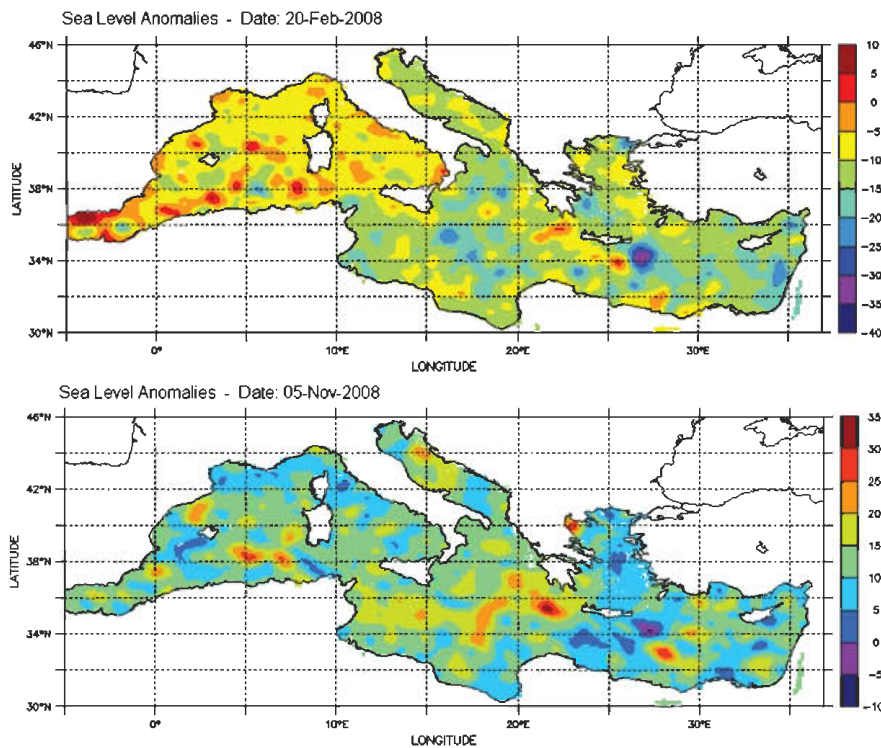 Sea Level Anomalies - Date: 20-Feb-2008
46°N
42°N
38°N
34°N
30°N
LATITUDE
0°
10°E
20°E
30°E
LONGITUDE
10
5
0
-5
-10
-15
-20
-25
-30
-35
-40
Sea Level Anomalies - Date: 05-Nov-2008
46°N
42°N
38°N
34°N
30°N
LATITUDE
0°
10°E
20°E
30°E
LONGITUDE
35
30
25
20
15
10
5
0
-5
-10